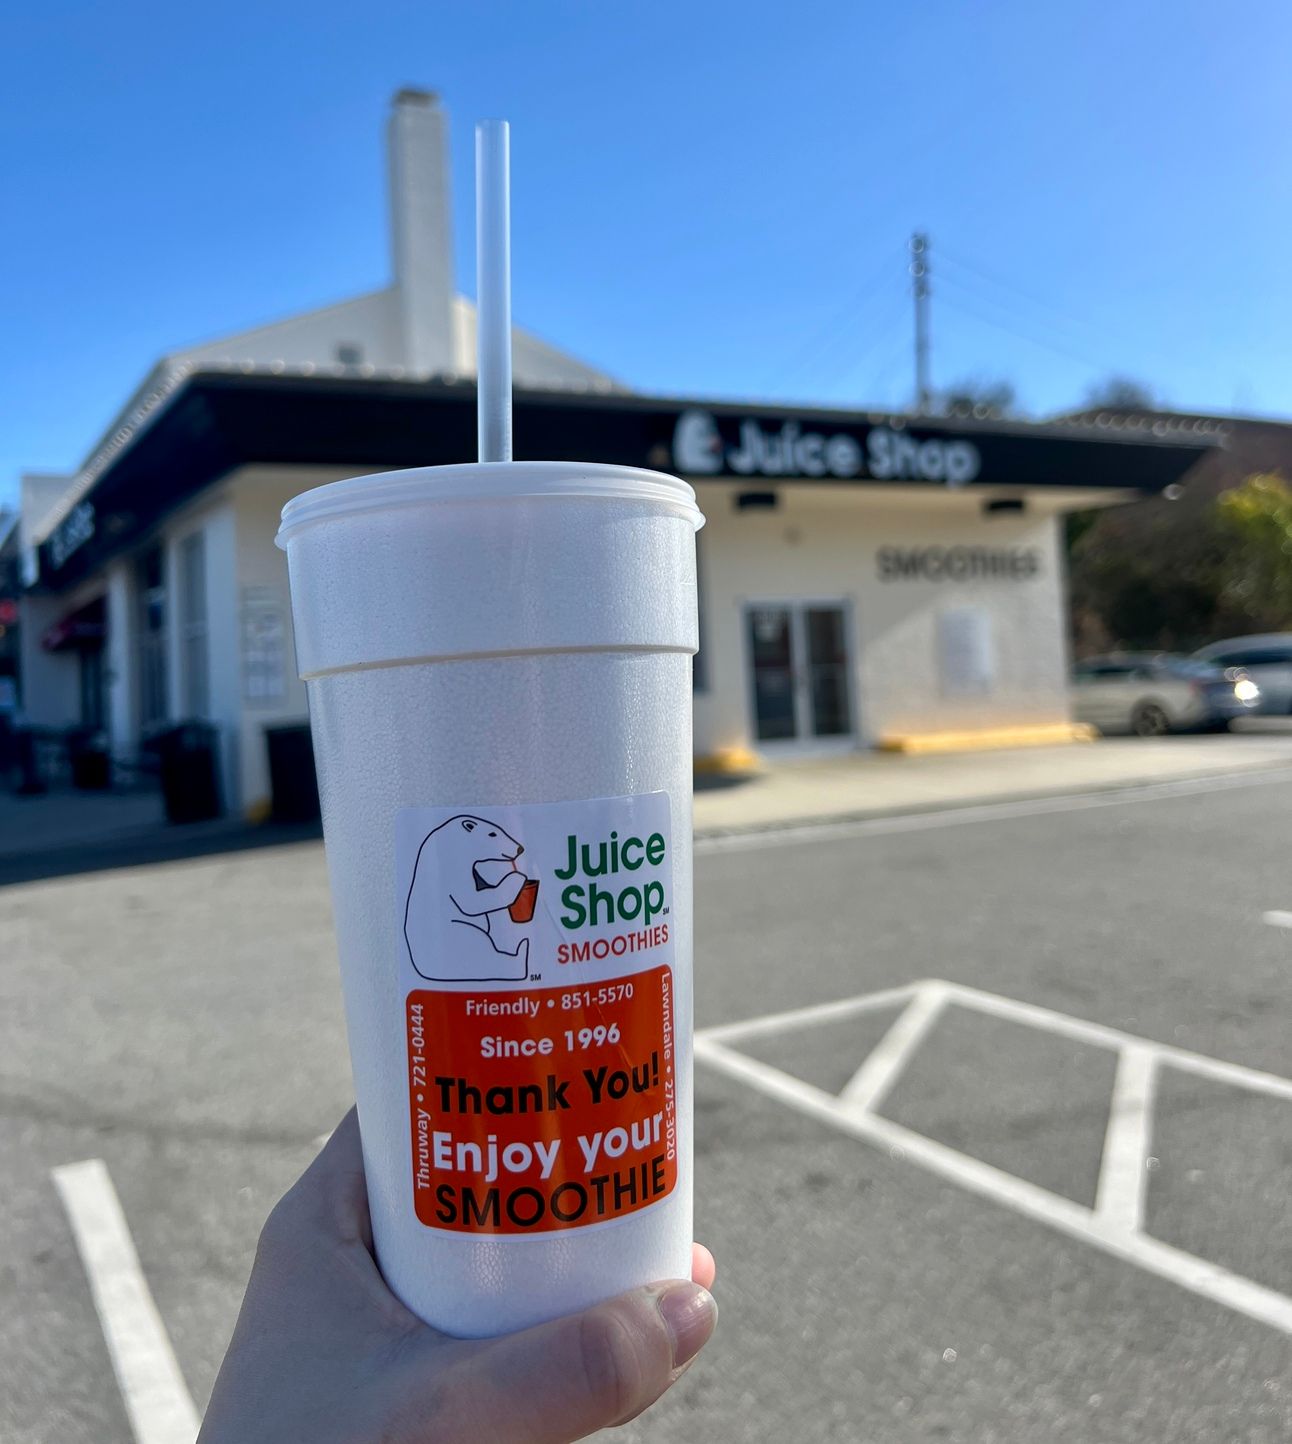 Juice Shop
SMOOTHIES
Juice
Shop SM
SMOOTHIES
SM
Friendly • 851-5570
Since 1996
Thank You!
Enjoy your
SMOOTHIE
Thruway • 721-0444
Lawndale • 275-3020